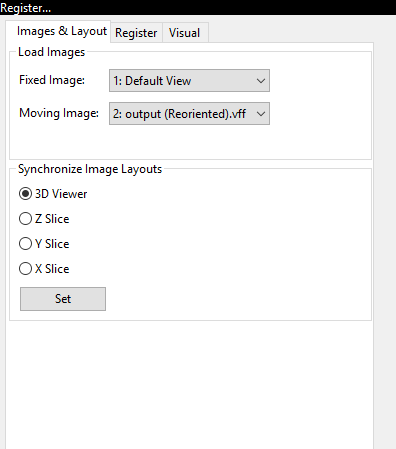 Register...
Images & Layout Register Visual
Load Images
Fixed Image: 1: Default View
Moving Image: 2: output (Reoriented).vff
Synchronize Image Layouts
3D Viewer
Z Slice
Y Slice
X Slice
Set